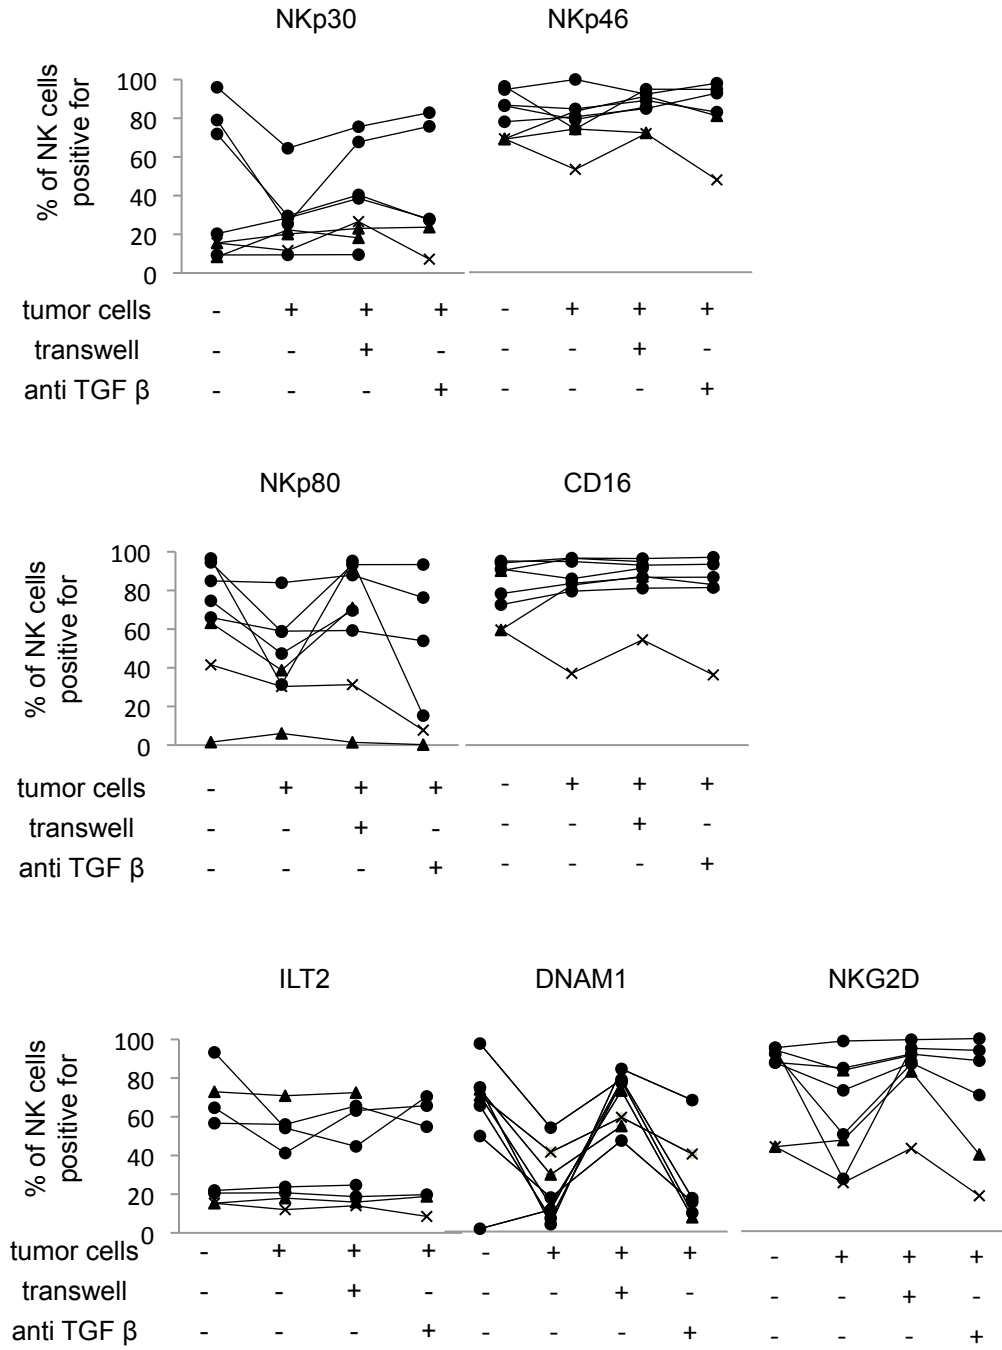 NKp30 NKp46
% of NK cells
positive for
100
80
60
40
20
0
tumor cells - + + + - + + +
transwell - - + - - - + -
anti TGF β - - - + - - - +
NKp80 CD16
% of NK cells
positive for
100
80
60
40
20
0
tumor cells - + + + - + + +
transwell - - + - - - + -
anti TGF β - - - + - - - +
ILT2 DNAM1 NKG2D
% of NK cells
positive for
100
80
60
40
20
0
tumor cells - + + + - + + + - + + +
transwell - - + - - - + - - - + -
anti TGF β - - - + - - - + - - - +